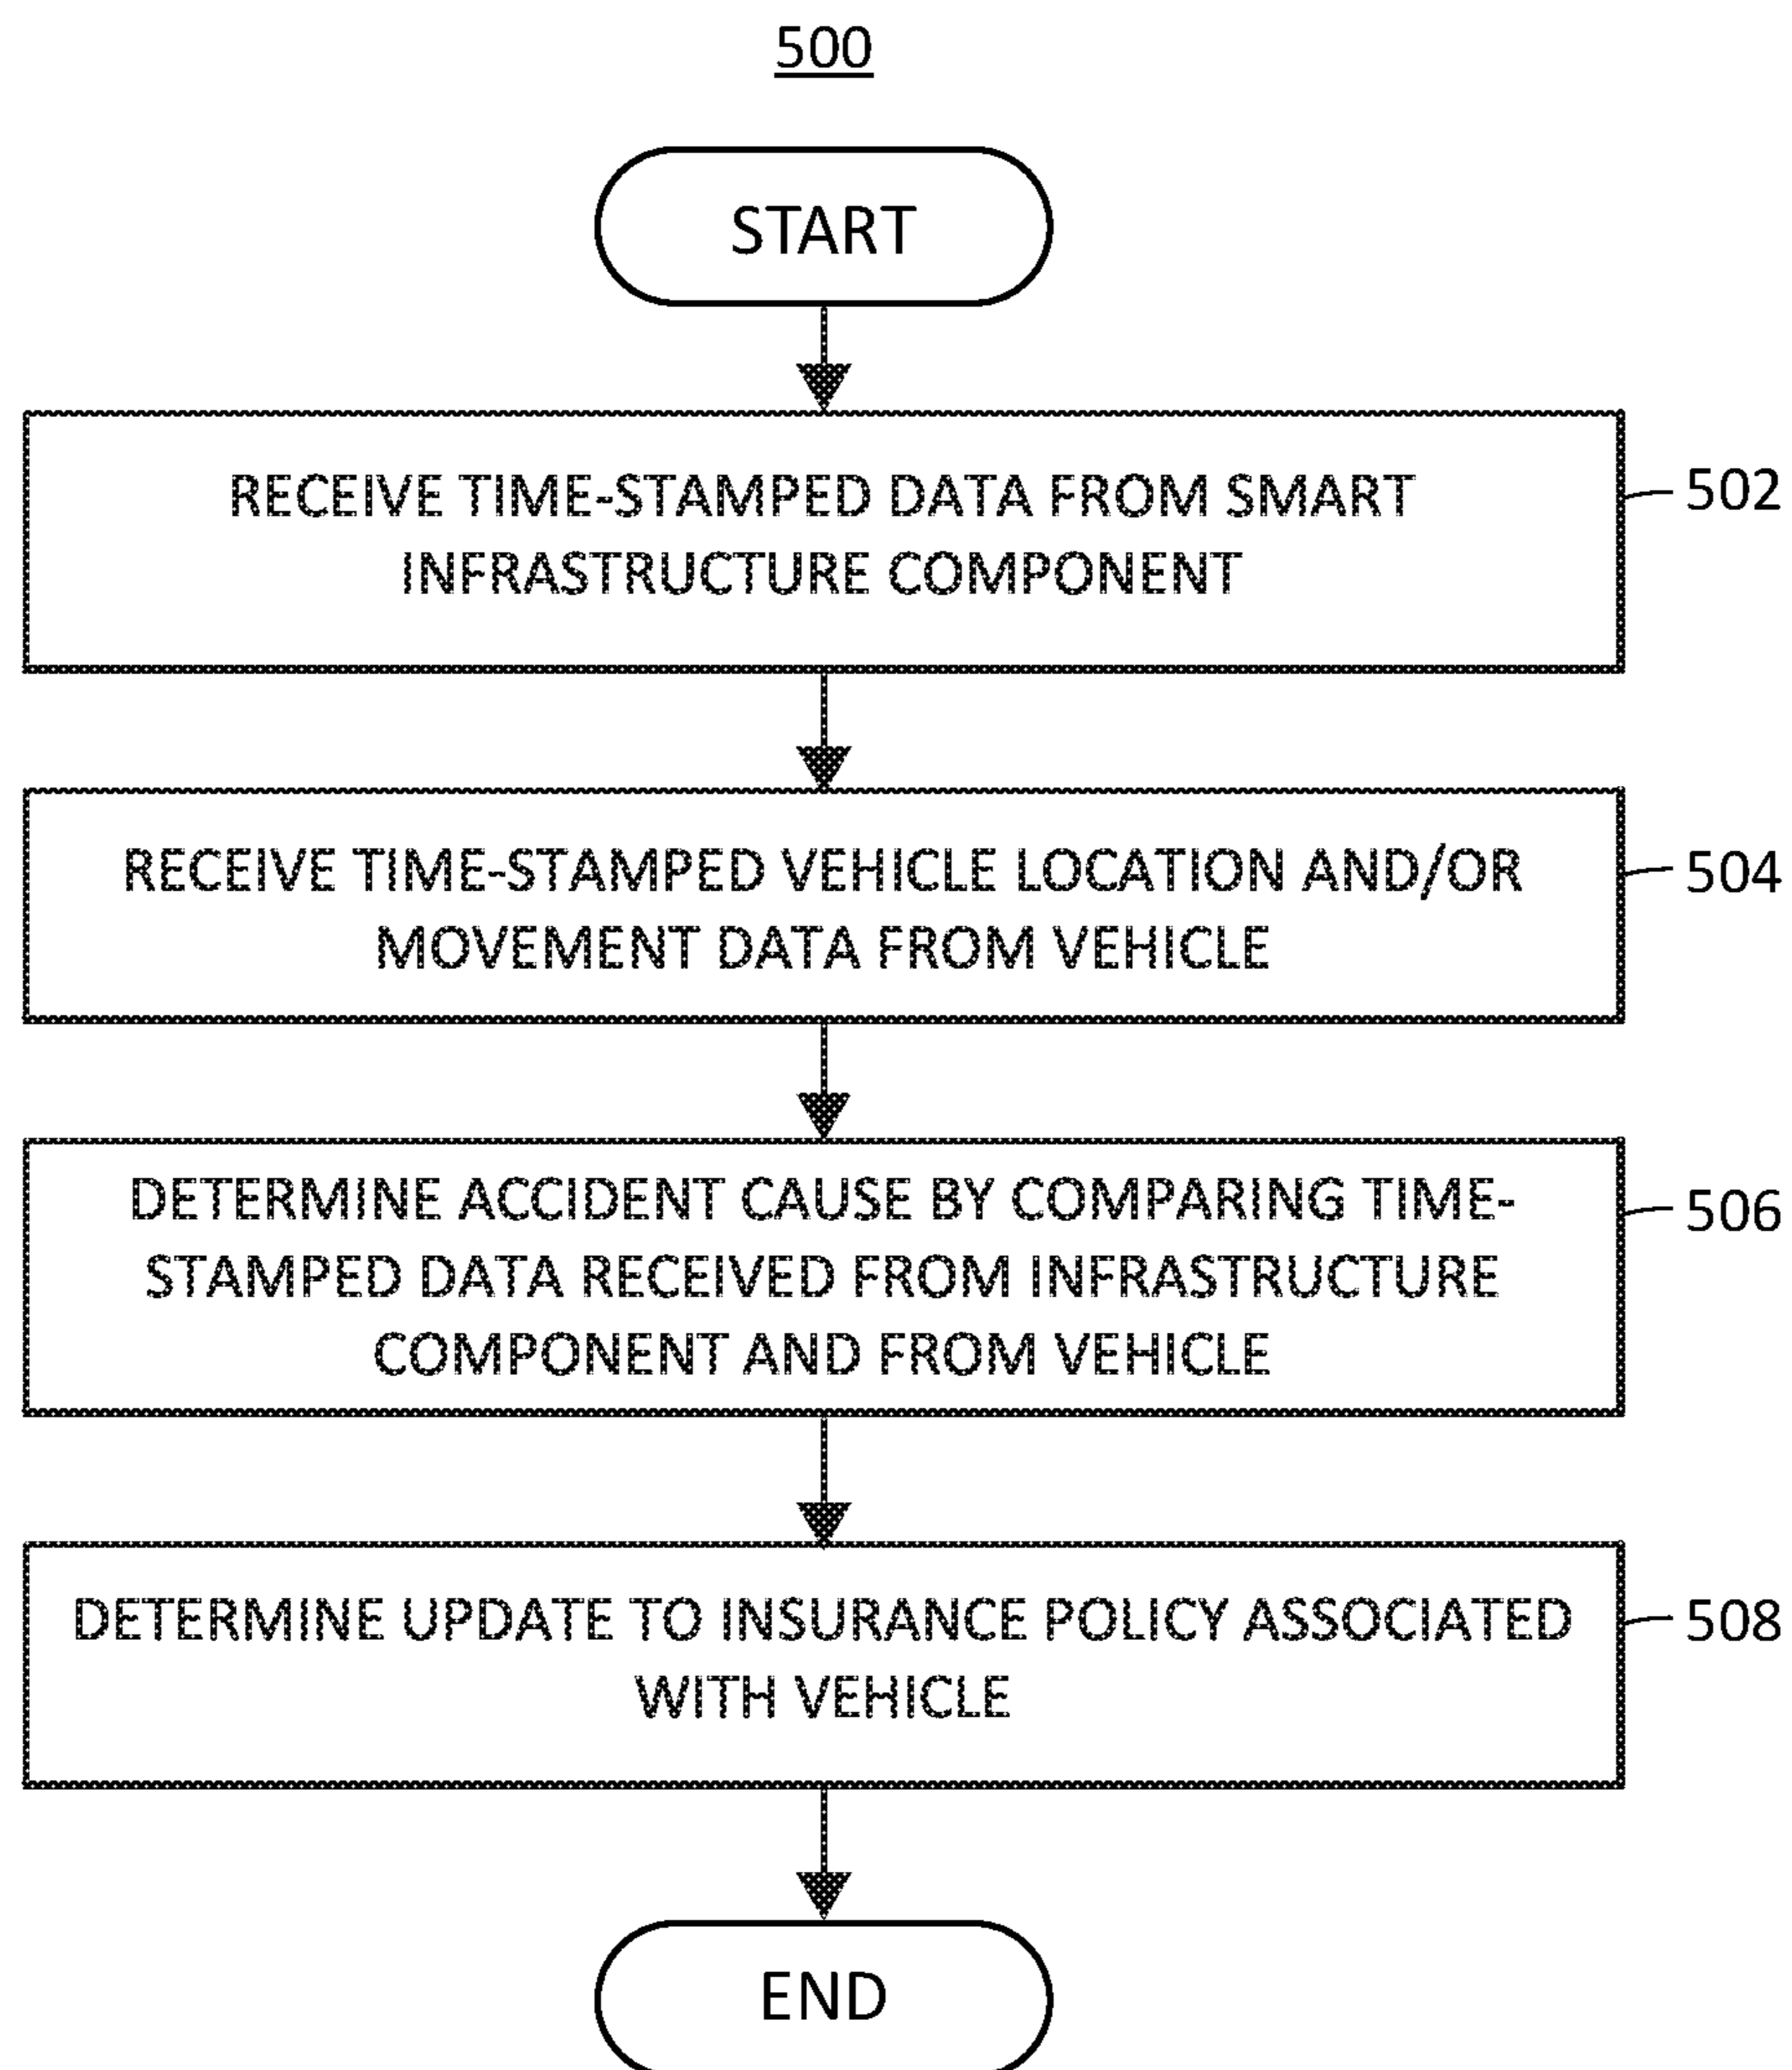 500
START
RECEIVE TIME-STAMPED DATA FROM SMART
INFRASTRUCTURE COMPONENT
502
RECEIVE TIME-STAMPED VEHICLE LOCATION AND/OR
MOVEMENT DATA FROM VEHICLE
504
DETERMINE ACCIDENT CAUSE BY COMPARING TIME-
STAMPED DATA RECEIVED FROM INFRASTRUCTURE
COMPONENT AND FROM VEHICLE
506
DETERMINE UPDATE TO INSURANCE POLICY ASSOCIATED
WITH VEHICLE
508
END